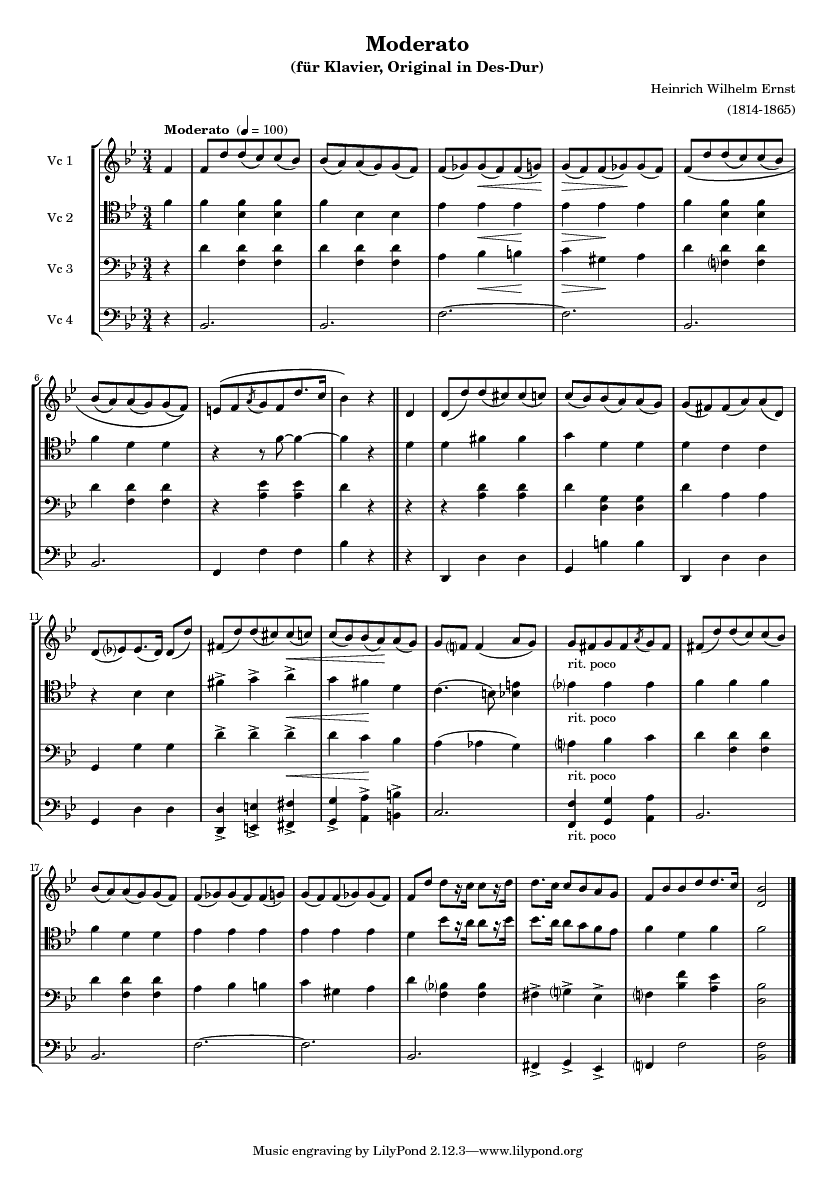 Moderato
(für Klavier, Original in Des-Dur)
Heinrich Wilhelm Ernst
(1814-1865)
Moderato (♩ = 100)
Vc 1
Vc 2
Vc 3
Vc 4
6
11
rit. poco
rit. poco
rit. poco
rit. poco
17
Music engraving by LilyPond 2.12.3—www.lilypond.org